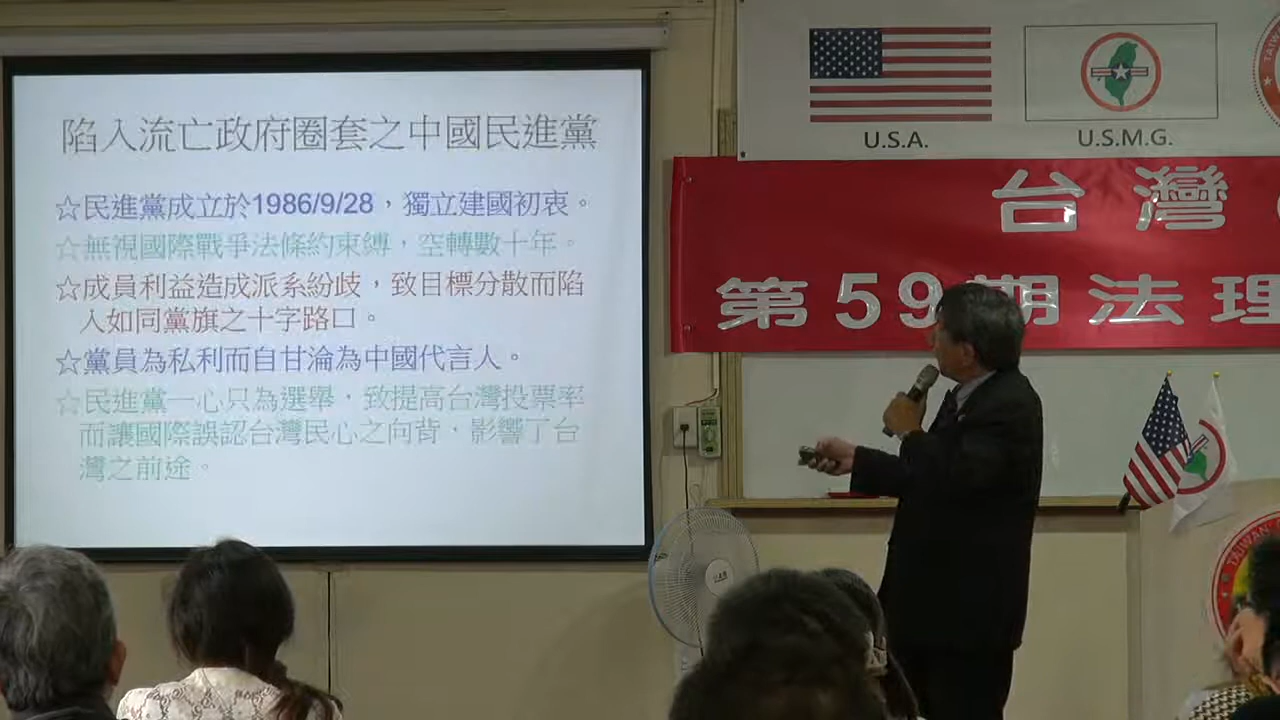 陷入流亡政府圈套之中國民進黨
☆民進黨成立於1986/9/28，獨立建國初衷。
☆無視國際戰爭法條約束縛，空轉數十年。
☆成員利益造成派系紛歧，致目標分散而陷
入如同黨旗之十字路口。
☆黨員為私利而自甘淪為中國代言人。
☆民進黨一心只為選舉，致提高台灣投票率
而讓國際誤認台灣民心之向背，影響了台
灣之前途。
U.S.A.
U.S.M.G.
台灣
第59期法理
TAIWAN